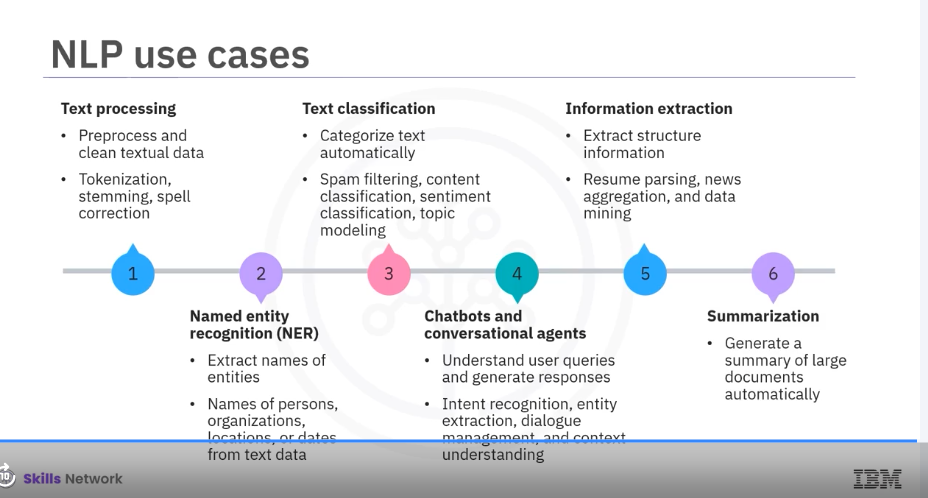 NLP use cases
Text processing
• Preprocess and
clean textual data
• Tokenization,
stemming, spell
correction
Text classification
• Categorize text
automatically
• Spam filtering, content
classification, sentiment
classification, topic
modeling
Information extraction
• Extract structure
information
• Resume parsing, news
aggregation, and data
mining
1
2
3
4
5
6
Named entity
recognition (NER)
• Extract names of
entities
• Names of persons,
organizations,
locations, or dates
from text data
Chatbots and
conversational agents
• Understand user queries
and generate responses
• Intent recognition, entity
extraction, dialogue
management, and context
understanding
Summarization
• Generate a
summary of large
documents
automatically
10
Skills Network
IBM